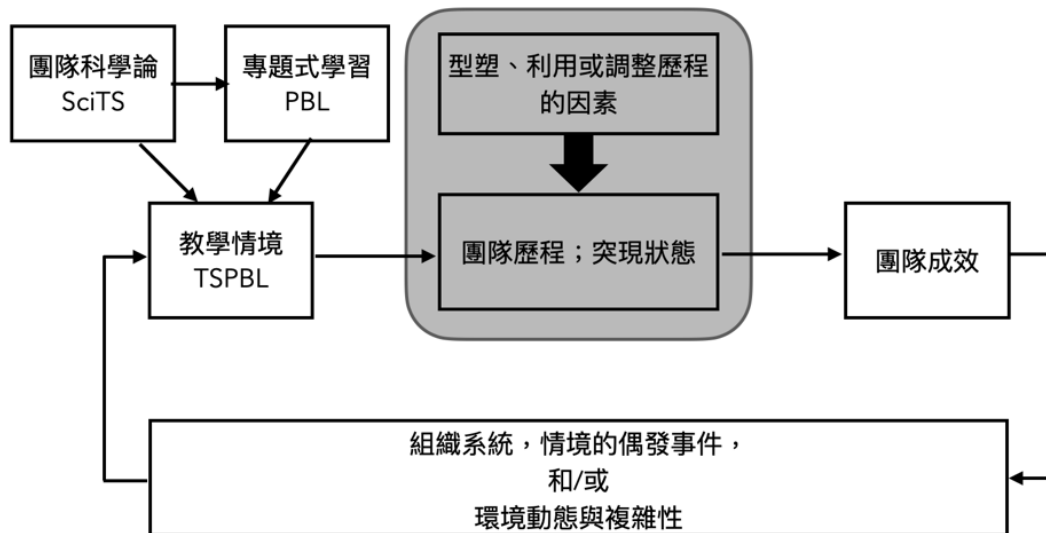 團隊科學論
SciTS
專題式學習
PBL
型塑、利用或調整歷程
的因素
教學情境
TSPBL
團隊歷程；突現狀態
團隊成效
組織系統，情境的偶發事件，
和/或
環境動態與複雜性